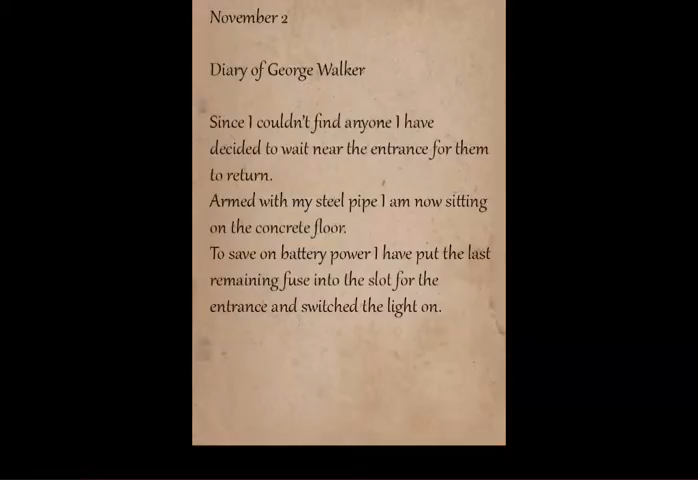 November 2
Diary of George Walker
Since I couldn't find anyone I have
decided to wait near the entrance for them
to return.
Armed with my steel pipe I am now sitting
on the concrete floor.
To save on battery power I have put the last
remaining fuse into the slot for the
entrance and switched the light on.